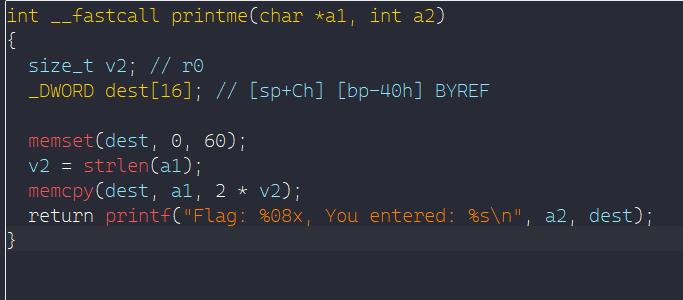 int __fastcall printme(char *a1, int a2)
{
size_t v2; // r0
_DWORD dest[16]; // [sp+Ch] [bp-40h] BYREF
memset(dest, 0, 60);
v2 = strlen(a1);
memcpy(dest, a1, 2 * v2);
return printf("Flag: %08x, You entered: %s\n", a2, dest);
}